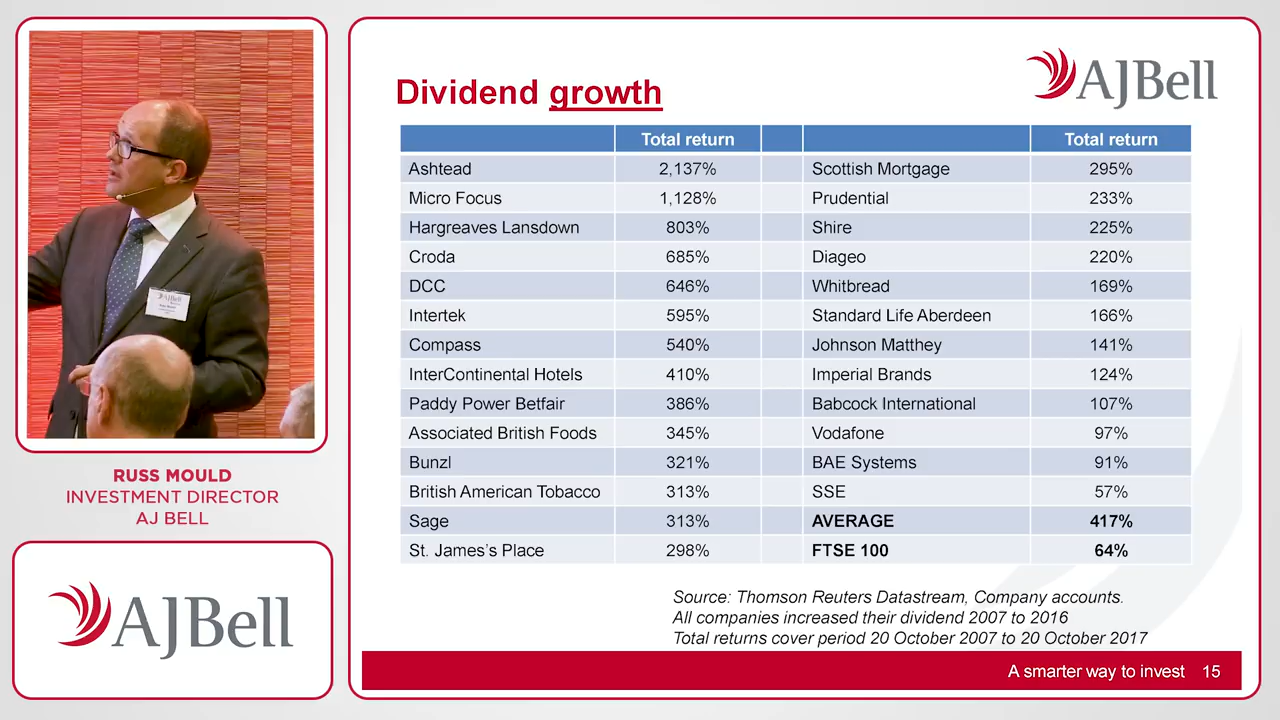 AJBell
RUSS MOULD
INVESTMENT DIRECTOR
AJ BELL
AJBell
Dividend growth
AJBell
Total return Total return
Ashtead 2,137% Scottish Mortgage 295%
Micro Focus 1,128% Prudential 233%
Hargreaves Lansdown 803% Shire 225%
Croda 685% Diageo 220%
DCC 646% Whitbread 169%
Intertek 595% Standard Life Aberdeen 166%
Compass 540% Johnson Matthey 141%
InterContinental Hotels 410% Imperial Brands 124%
Paddy Power Betfair 386% Babcock International 107%
Associated British Foods 345% Vodafone 97%
Bunzl 321% BAE Systems 91%
British American Tobacco 313% SSE 57%
Sage 313% AVERAGE 417%
St. James's Place 298% FTSE 100 64%
Source: Thomson Reuters Datastream, Company accounts.
All companies increased their dividend 2007 to 2016
Total returns cover period 20 October 2007 to 20 October 2017
A smarter way to invest 15